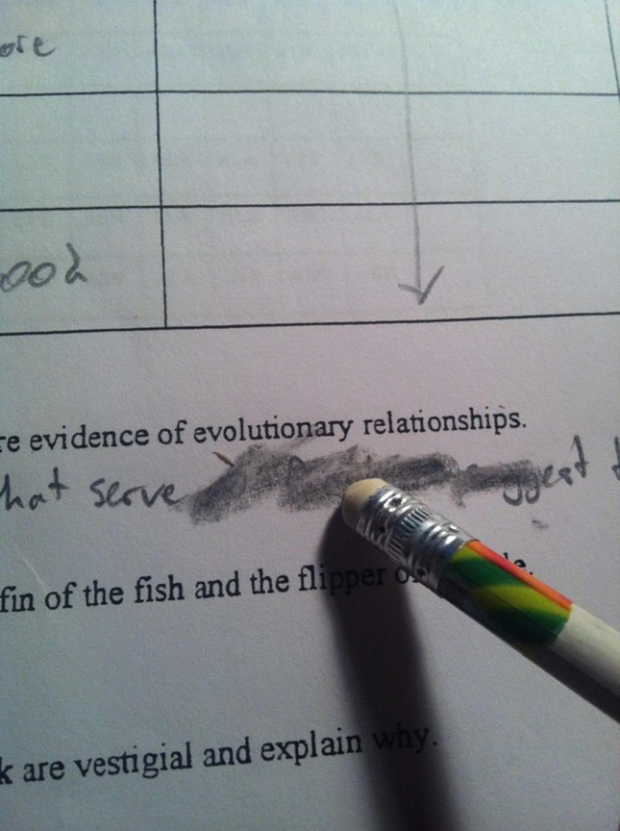 ore
ood
re evidence of evolutionary relationships.
hat serve uggest t
fin of the fish and the flipper o
k are vestigial and explain why.